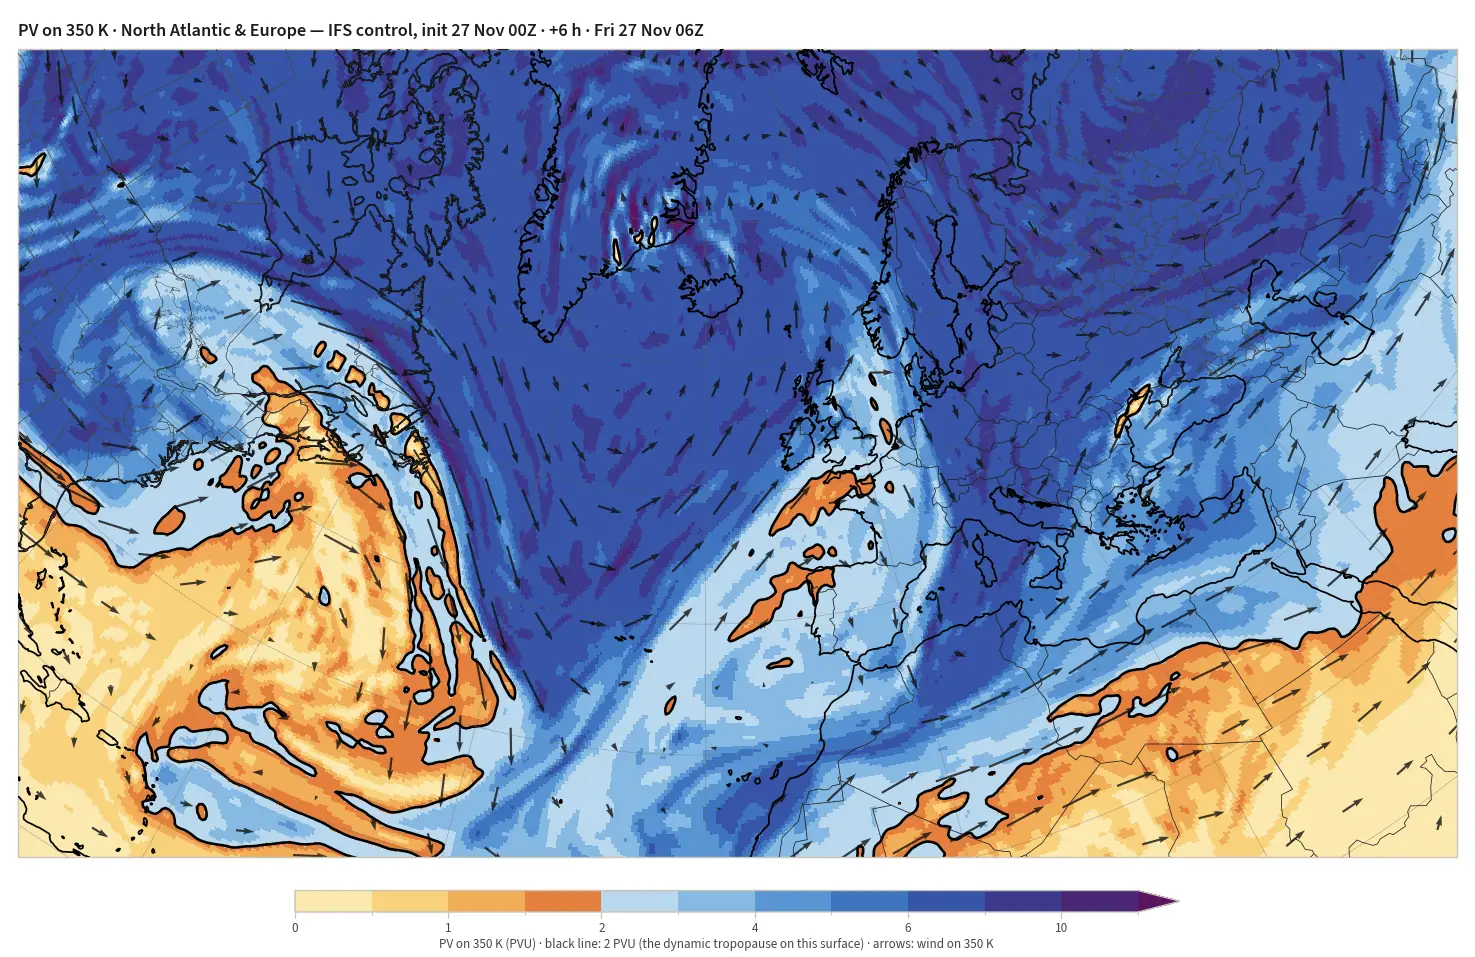 PV on 350 K · North Atlantic & Europe — IFS control, init 27 Nov 00Z · +6 h · Fri 27 Nov 06Z
0 1 2 4 6 10
PV on 350 K (PVU) · black line: 2 PVU (the dynamic tropopause on this surface) · arrows: wind on 350 K